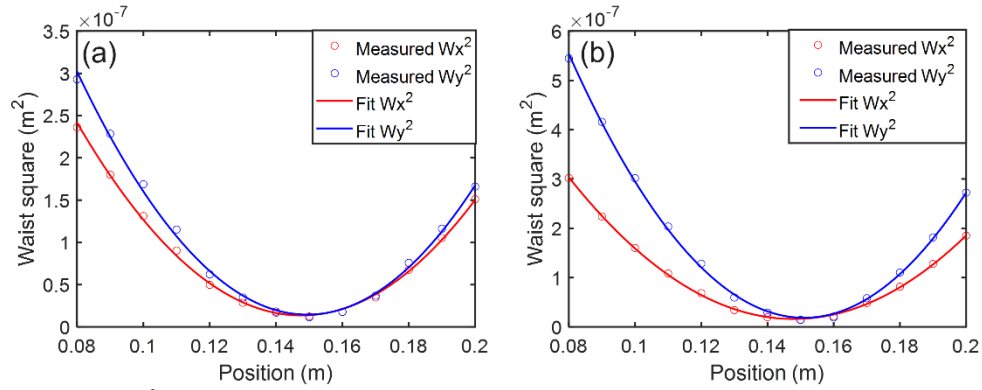 ×10⁻⁷
(a)
Measured Wx²
Measured Wy²
Fit Wx²
Fit Wy²
Waist square (m²)
3.5
3
2.5
2
1.5
1
0.5
0
0.08 0.1 0.12 0.14 0.16 0.18 0.2
Position (m)
×10⁻⁷
(b)
Measured Wx²
Measured Wy²
Fit Wx²
Fit Wy²
Waist square (m²)
6
5
4
3
2
1
0
0.08 0.1 0.12 0.14 0.16 0.18 0.2
Position (m)